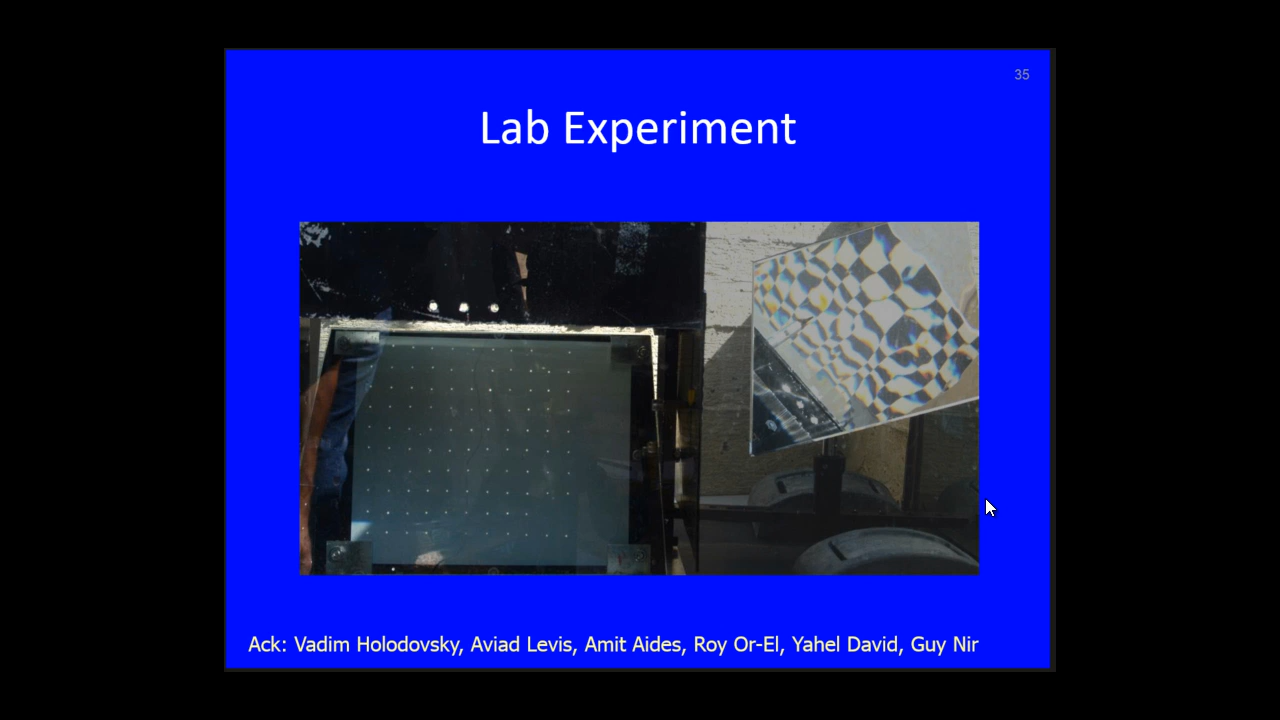 35
Lab Experiment
Ack: Vadim Holodovsky, Aviad Levis, Amit Aides, Roy Or-El, Yahel David, Guy Nir